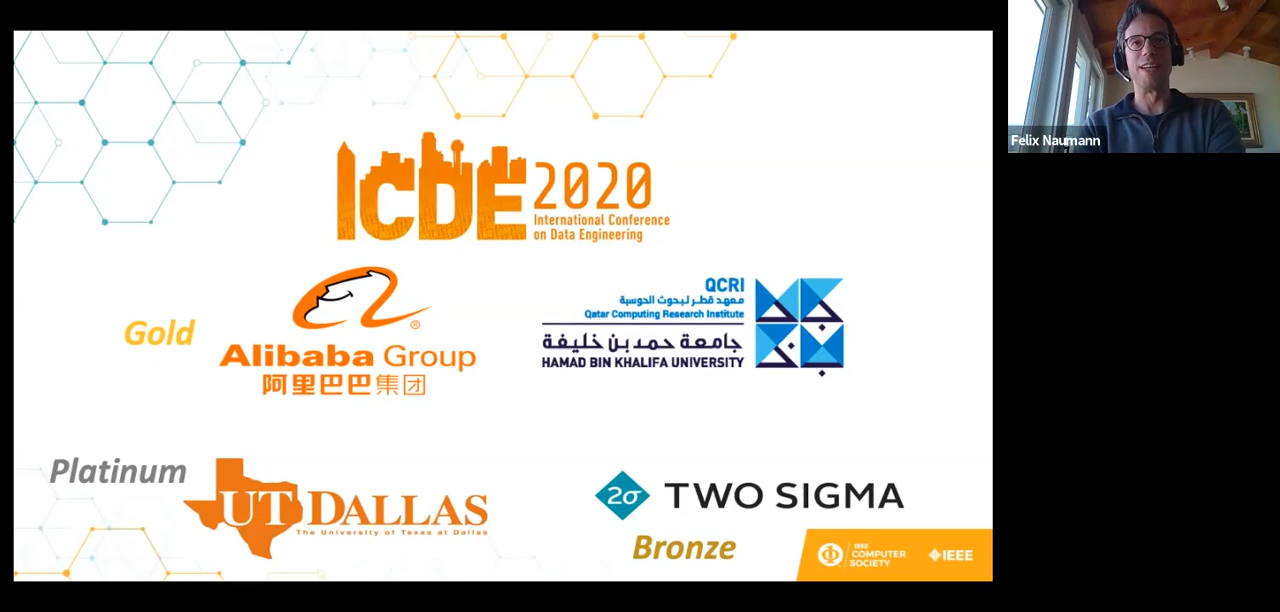 ICDE 2020
International Conference
on Data Engineering
Felix Naumann
Gold
Alibaba Group
阿里巴巴集团
QCRI
معهد قطر لبحوث الحوسبة
Qatar Computing Research Institute
جامعة حمد بن خليفة
HAMAD BIN KHALIFA UNIVERSITY
Platinum
UT DALLAS
The University of Texas at Dallas
2σ TWO SIGMA
Bronze
IEEE
COMPUTER
SOCIETY
IEEE